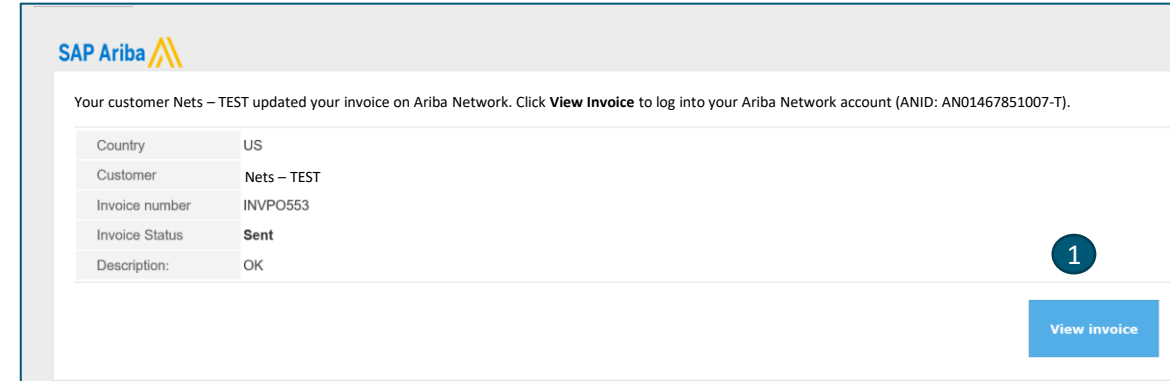 SAP Ariba
Your customer Nets – TEST updated your invoice on Ariba Network. Click View Invoice to log into your Ariba Network account (ANID: AN01467851007-T).
Country US
Customer Nets – TEST
Invoice number INVPO553
Invoice Status Sent
Description: OK
1
View invoice